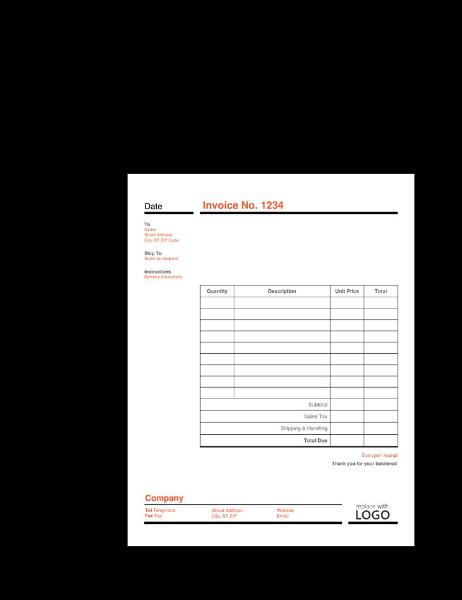 Date
Invoice No. 1234
To
Name
Street Address
City, ST ZIP Code
Ship To
Same as recipient
Instructions
Delivery instructions
Quantity Description Unit Price Total
Subtotal
Sales Tax
Shipping & Handling
Total Due
Due upon receipt
Thank you for your business!
Company
Tel Telephone
Fax Fax
Street Address
City, ST ZIP
Website
Email
replace with
LOGO